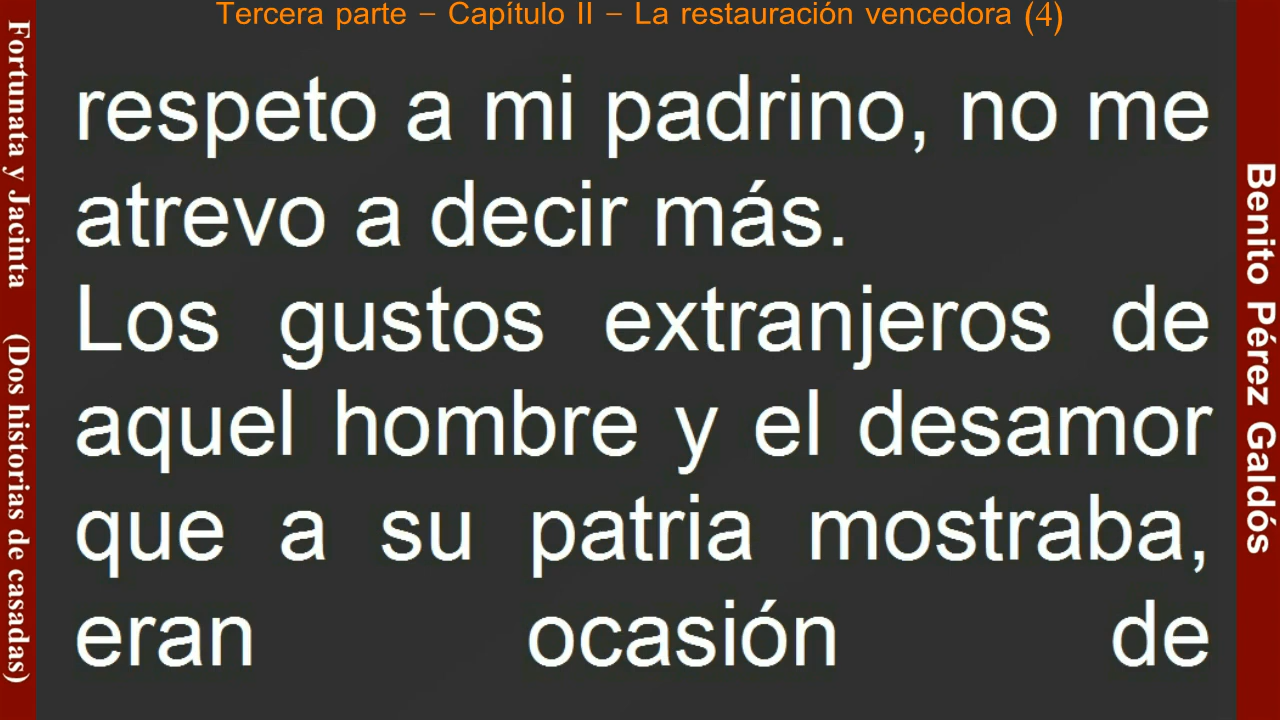 Tercera parte – Capítulo II – La restauración vencedora (4)
Fortunata y Jacinta (Dos historias de casadas)
respeto a mi padrino, no me
atrevo a decir más.
Los gustos extranjeros de
aquel hombre y el desamor
que a su patria mostraba,
eran ocasión de
Benito Pérez Galdós